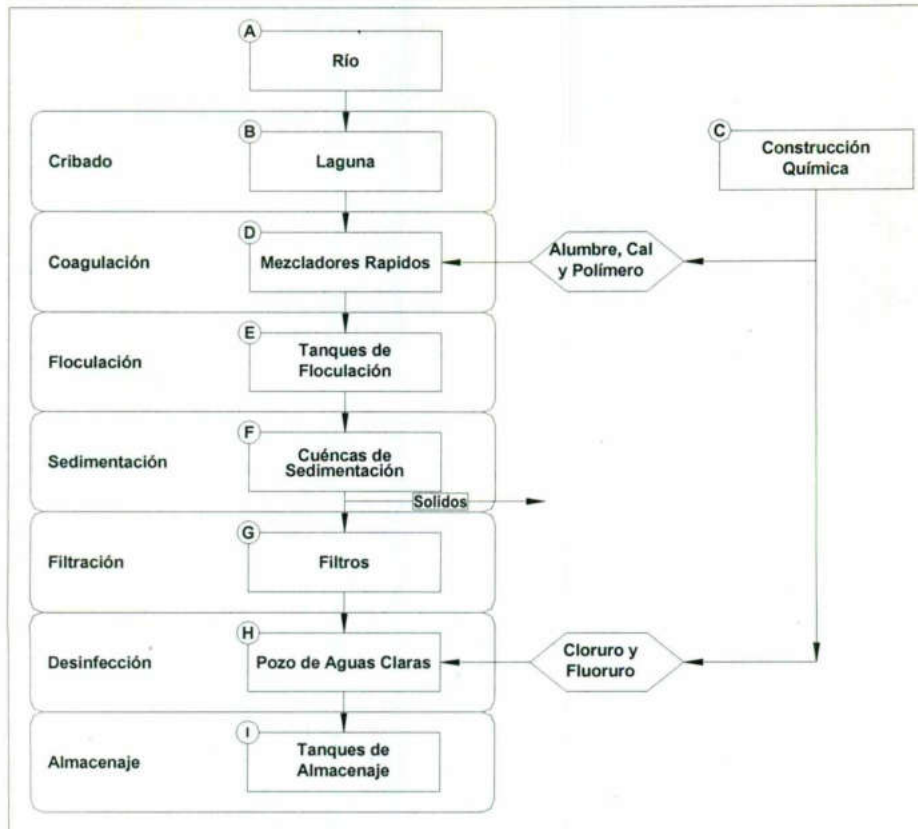 A
Río
B
Cribado
Laguna
C
Construcción
Química
D
Coagulación
Mezcladores Rapidos
Alumbre, Cal
y Polímero
E
Floculación
Tanques de
Floculación
F
Sedimentación
Cuéncas de
Sedimentación
Solidos
G
Filtración
Filtros
H
Desinfección
Pozo de Aguas Claras
Cloruro y
Fluoruro
I
Almacenaje
Tanques de
Almacenaje